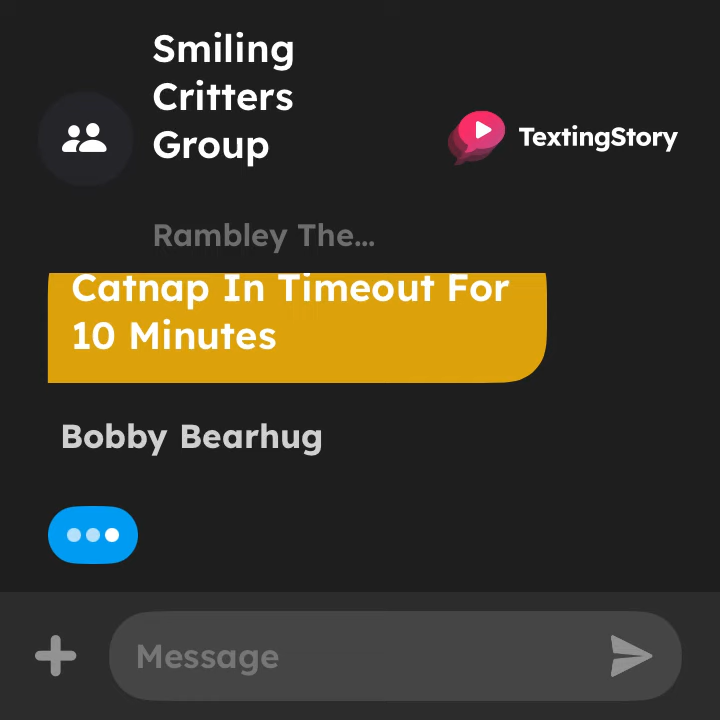 Smiling
Critters
Group
TextingStory
Rambley The...
Catnap In Timeout For
10 Minutes
Bobby Bearhug
Message